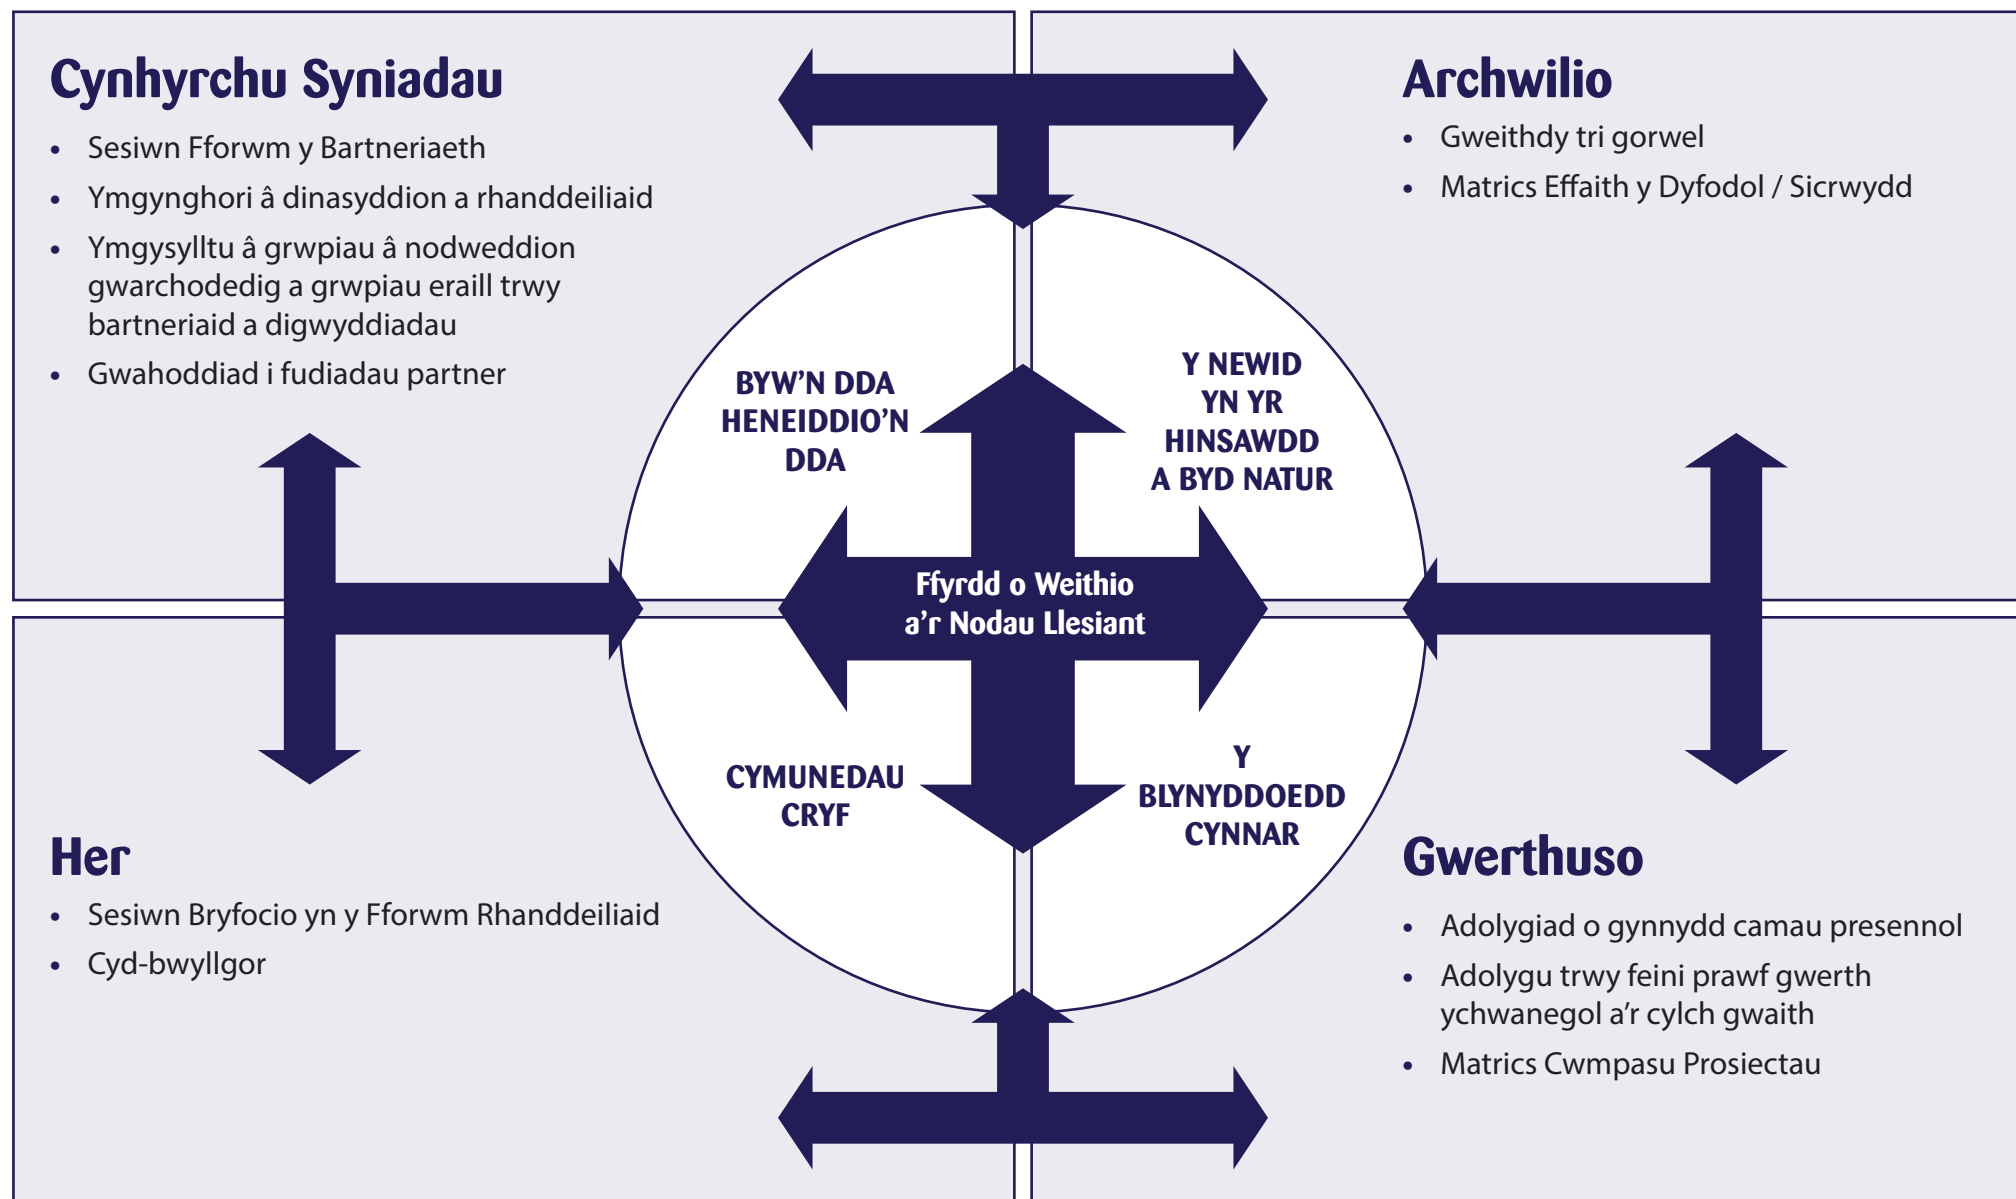 Cynhyrchu Syniadau
• Sesiwn Fforwm y Bartneriaeth
• Ymgynghori â dinasyddion a rhanddeiliaid
• Ymgysylltu â grwpiau â nodweddion
gwarchodedig a grwpiau eraill trwy
bartneriaid a digwyddiadau
• Gwahoddiad i fudiadau partner
Archwilio
• Gweithdy tri gorwel
• Matrics Effaith y Dyfodol / Sicrwydd
BYW’N DDA
HENEIDDIO’N
DDA
Y NEWID
YN YR
HINSAWDD
A BYD NATUR
Ffyrdd o Weithio
a’r Nodau Llesiant
CYMUNEDAU
CRYF
Y
BLYNYDDOEDD
CYNNAR
Her
• Sesiwn Bryfocio yn y Fforwm Rhanddeiliaid
• Cyd-bwyllgor
Gwerthuso
• Adolygiad o gynnydd camau presennol
• Adolygu trwy feini prawf gwerth
ychwanegol a’r cylch gwaith
• Matrics Cwmpasu Prosiectau